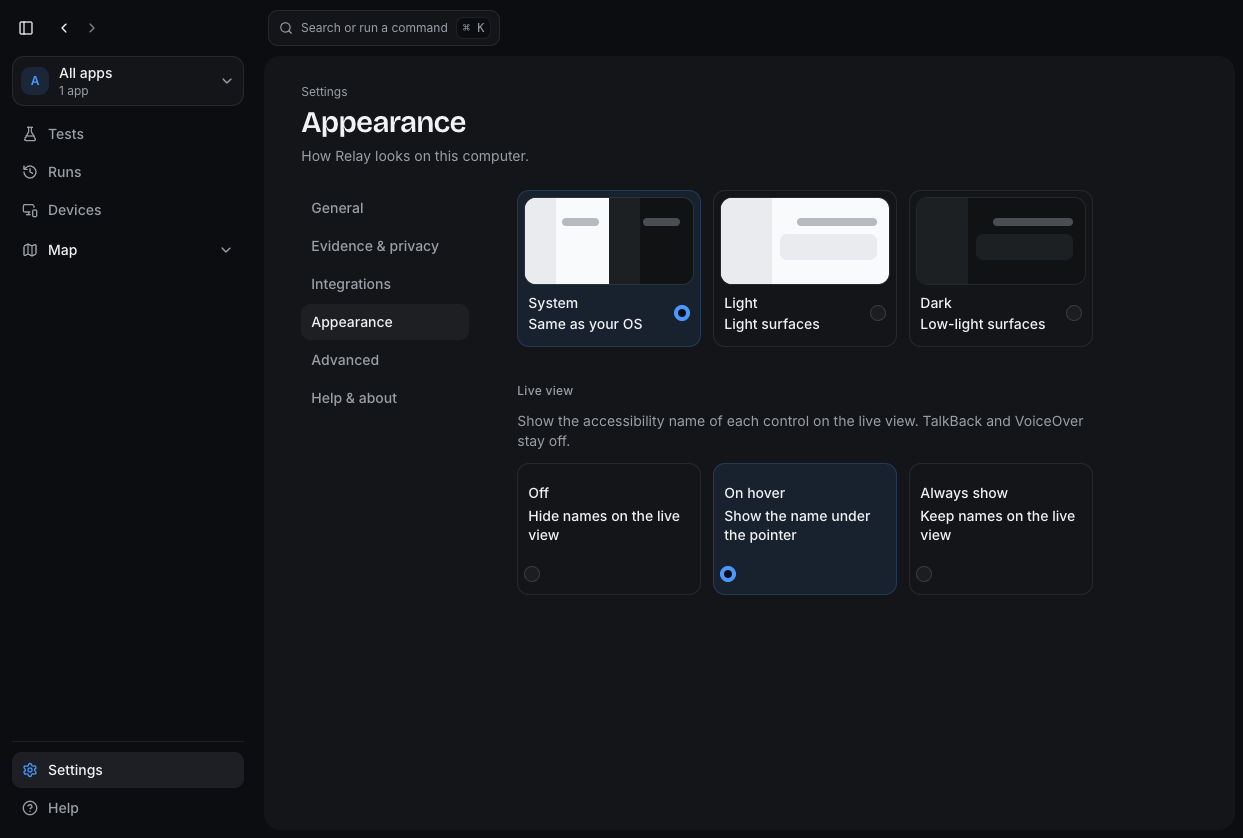 Search or run a command ⌘ K
A
All apps
1 app
Tests
Runs
Devices
Map
Settings
Help
Settings
Appearance
How Relay looks on this computer.
General
Evidence & privacy
Integrations
Appearance
Advanced
Help & about
System
Same as your OS
Light
Light surfaces
Dark
Low-light surfaces
Live view
Show the accessibility name of each control on the live view. TalkBack and VoiceOver
stay off.
Off
Hide names on the live
view
On hover
Show the name under
the pointer
Always show
Keep names on the live
view